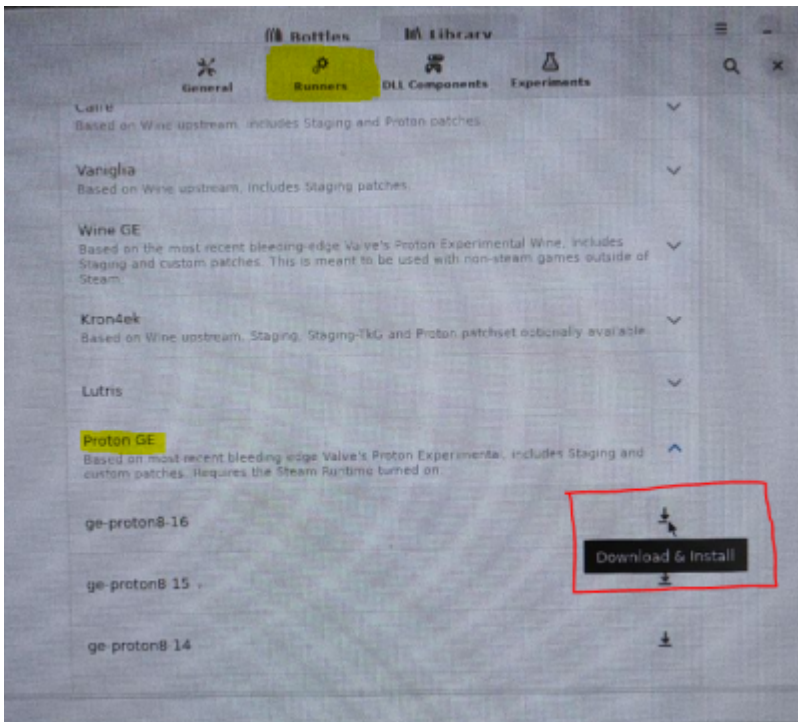 Bottles Library
General Runners DLL Components Experiments
Caffe
Based on Wine upstream, includes Staging and Proton patches.
Vaniglia
Based on Wine upstream, includes Staging patches.
Wine GE
Based on the most recent bleeding-edge Valve's Proton Experimental Wine, includes
Staging and custom patches. This is meant to be used with non-steam games outside of
Steam.
Kron4ek
Based on Wine upstream, Staging, Staging-TkG and Proton patchset optionally available.
Lutris
Proton GE
Based on most recent bleeding edge Valve's Proton Experimental, includes Staging and
custom patches. Requires the Steam Runtime turned on.
ge-proton8-16
Download & Install
ge-proton8-15
ge-proton8-14